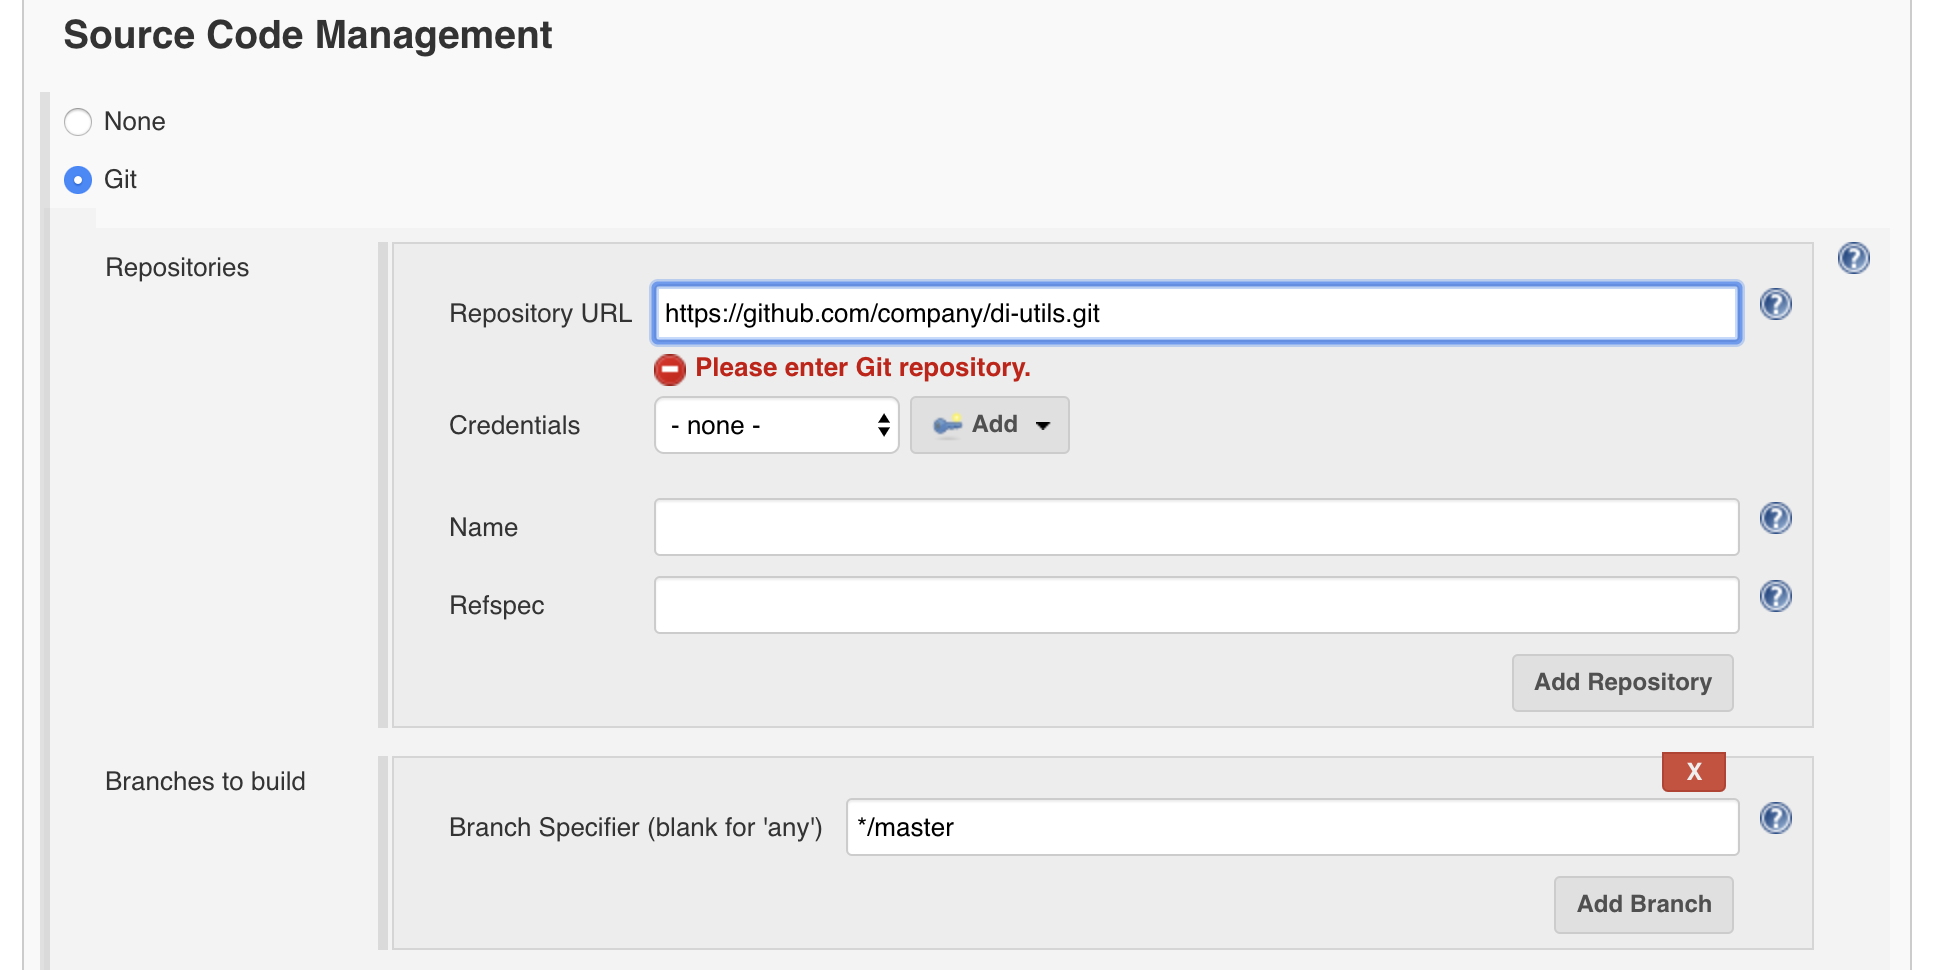 Source Code Management
None
Git
Repositories
Repository URL https://github.com/company/di-utils.git
Please enter Git repository.
Credentials - none - Add
Name
Refspec
Add Repository
Branches to build
X
Branch Specifier (blank for 'any') */master
Add Branch